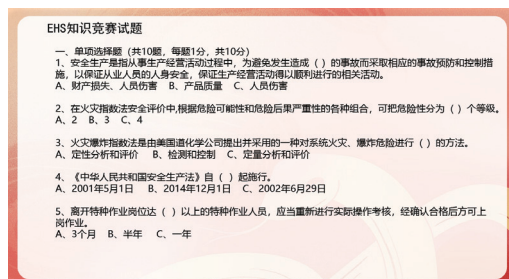 EHS知识竞赛试题
一、单项选择题（共10题，每题1分，共10分）
1、安全生产是指从事生产经营活动过程中，为避免发生造成（ ）的事故而采取相应的事故预防和控制措
施，以保证从业人员的人身安全，保证生产经营活动得以顺利进行的相关活动。
A、财产损失、人员伤害 B、产品质量 C、人员伤害
2、在火灾指数法安全评价中,根据危险可能性和危险后果严重性的各种组合，可把危险性分为（ ）个等级。
A、2 B、3 C、4
3、火灾爆炸指数法是由美国道化学公司提出并采用的一种对系统火灾、爆炸危险进行（ ）的方法。
A、定性分析和评价 B、检测和控制 C、定量分析和评价
4、《中华人民共和国安全生产法》自（ ）起施行。
A、2001年5月1日 B、2014年12月1日 C、2002年6月29日
5、离开特种作业岗位达（ ）以上的特种作业人员，应当重新进行实际操作考核，经确认合格后方可上
岗作业。
A、3个月 B、半年 C、一年